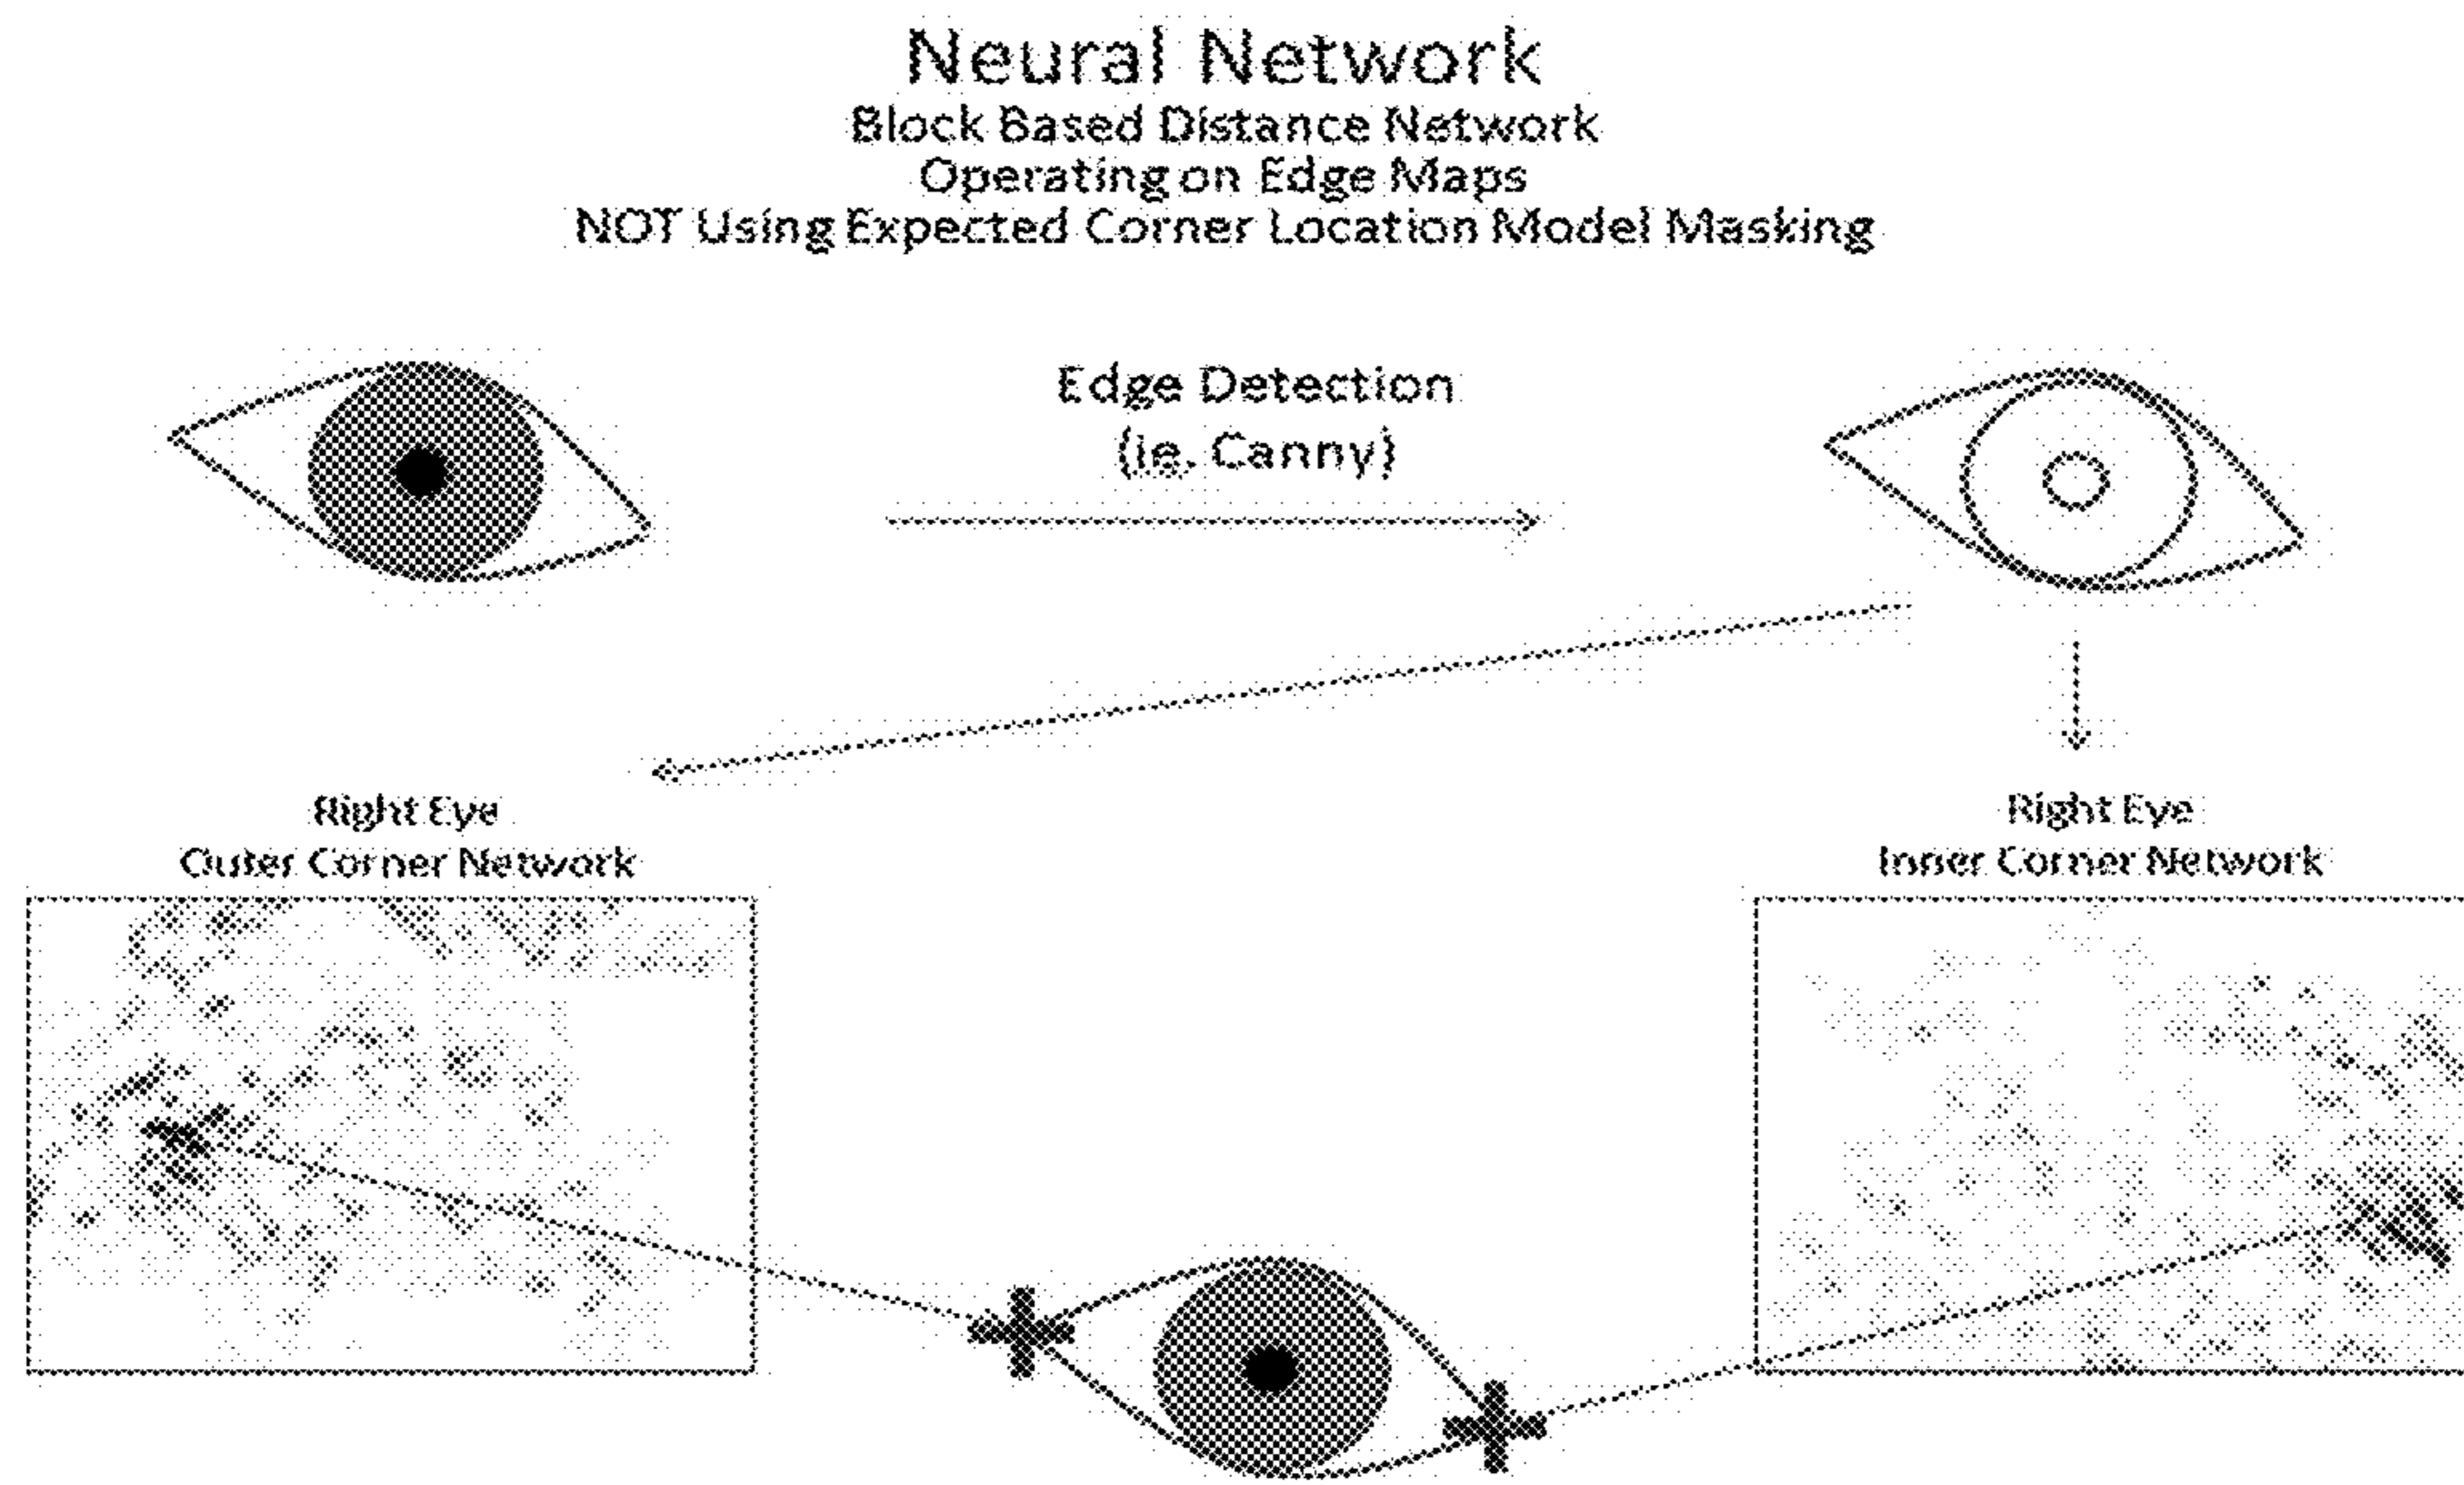 Neural Network
Block Based Distance Network
Operating on Edge Maps
NOT Using Expected Corner Location Model Masking
Edge Detection
(ie. Canny)
Right Eye
Outer Corner Network
Right Eye
Inner Corner Network